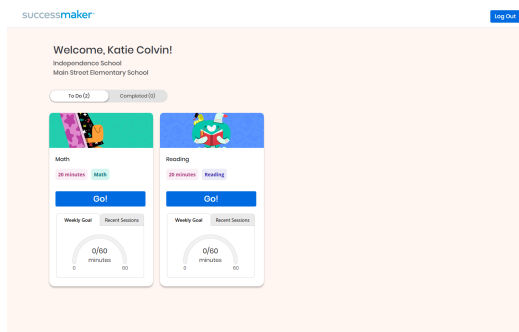 successmaker
Log Out
Welcome, Katie Colvin!
Independence School
Main Street Elementary School
To Do (2)
Completed (0)
Math
20 minutes
Math
Go!
Weekly Goal
Recent Sessions
0/60
minutes
0
60
Reading
20 minutes
Reading
Go!
Weekly Goal
Recent Sessions
0/60
minutes
0
60